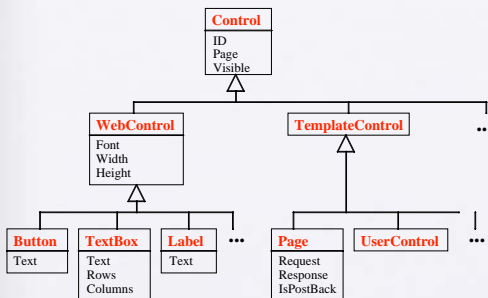 Control
ID
Page
Visible
WebControl
Font
Width
Height
TemplateControl
...
Button
Text
TextBox
Text
Rows
Columns
Label
Text
...
Page
Request
Response
IsPostBack
UserControl
...